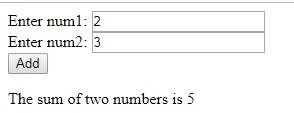 Enter num1: 2
Enter num2: 3
Add
The sum of two numbers is 5